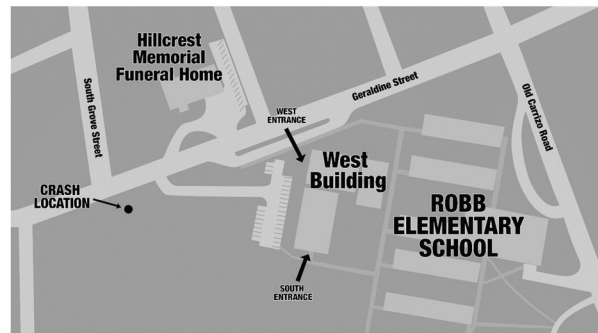 Hillcrest
Memorial
Funeral Home
South Grove Street
WEST
ENTRANCE
Geraldine Street
Old Carrizo Road
CRASH
LOCATION
West
Building
ROBB
ELEMENTARY
SCHOOL
SOUTH
ENTRANCE